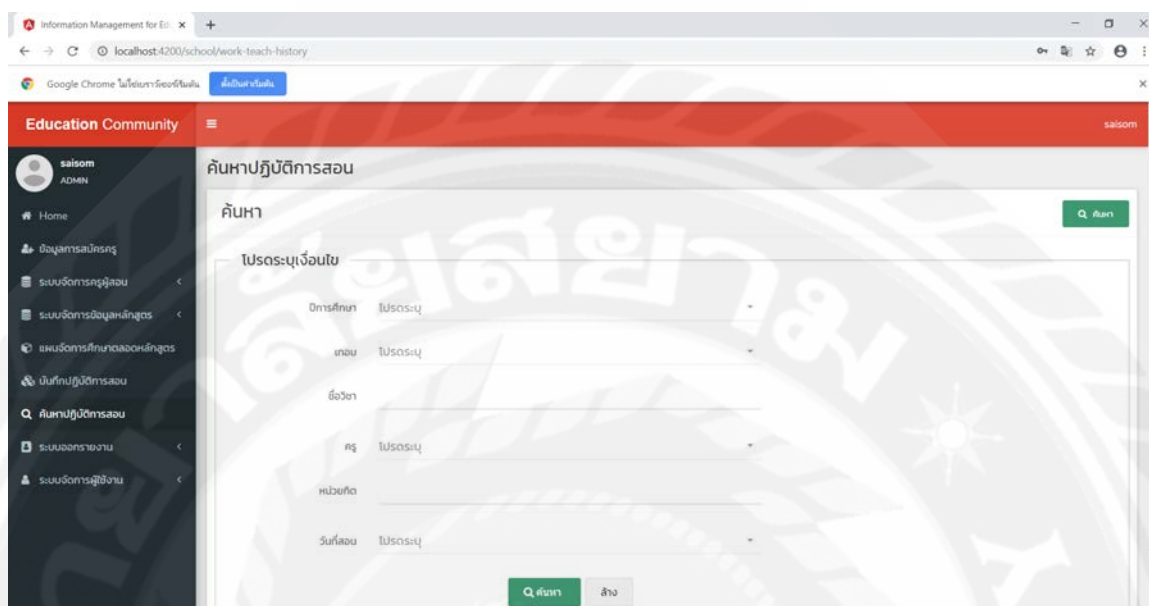 Information Management for Ed
localhost:4200/school/work-teach-history
Google Chrome ไม่ใช่เบราว์เซอร์เริ่มต้น ตั้งเป็นค่าเริ่มต้น
Education Community
saisom
saisom
ADMIN
Home
ข้อมูลการสมัครครู
ระบบจัดการครูผู้สอน
ระบบจัดการข้อมูลหลักสูตร
แผนจัดการศึกษาตลอดหลักสูตร
บันทึกปฏิบัติการสอน
ค้นหาปฏิบัติการสอน
ระบบออกรายงาน
ระบบจัดการผู้ใช้งาน
ค้นหาปฏิบัติการสอน
ค้นหา
ค้นหา
โปรดระบุเงื่อนไข
ปีการศึกษา โปรดระบุ
เทอม โปรดระบุ
ชื่อวิชา
ครู โปรดระบุ
หน่วยกิต
วันที่สอน โปรดระบุ
ค้นหา ล้าง